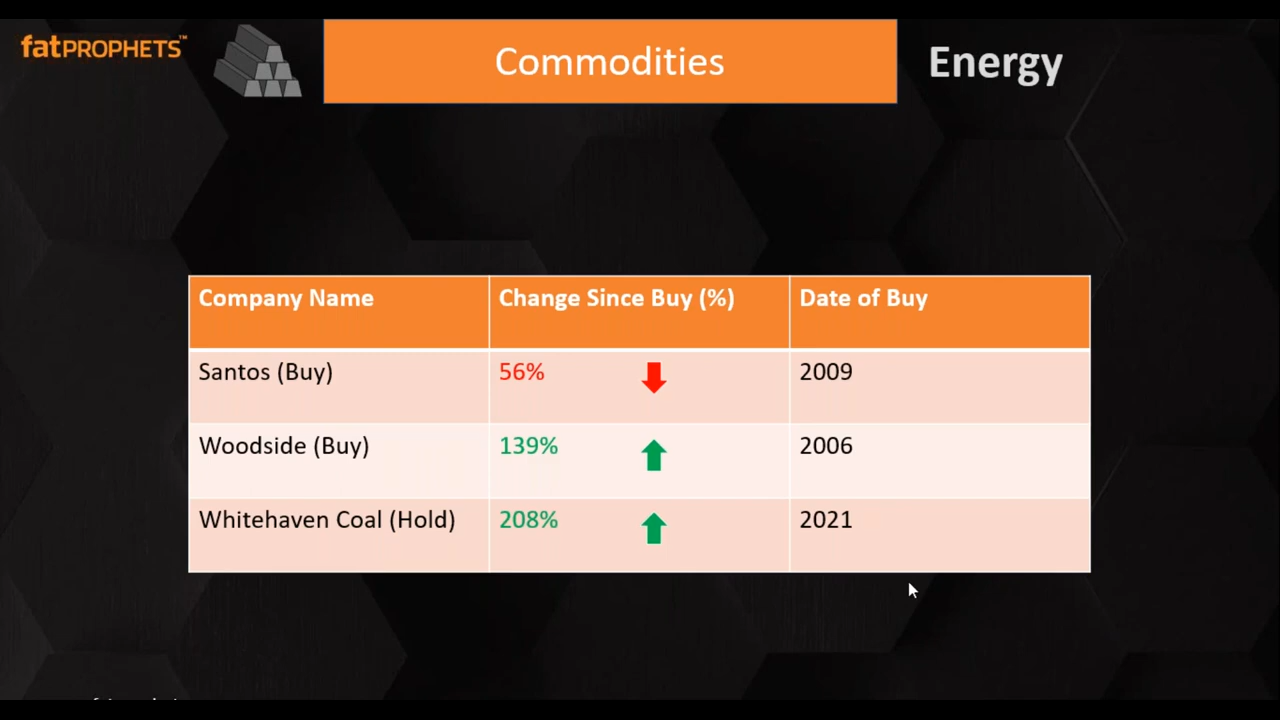 fatPROPHETS™
Commodities
Energy
Company Name Change Since Buy (%) Date of Buy
Santos (Buy) 56% 2009
Woodside (Buy) 139% 2006
Whitehaven Coal (Hold) 208% 2021